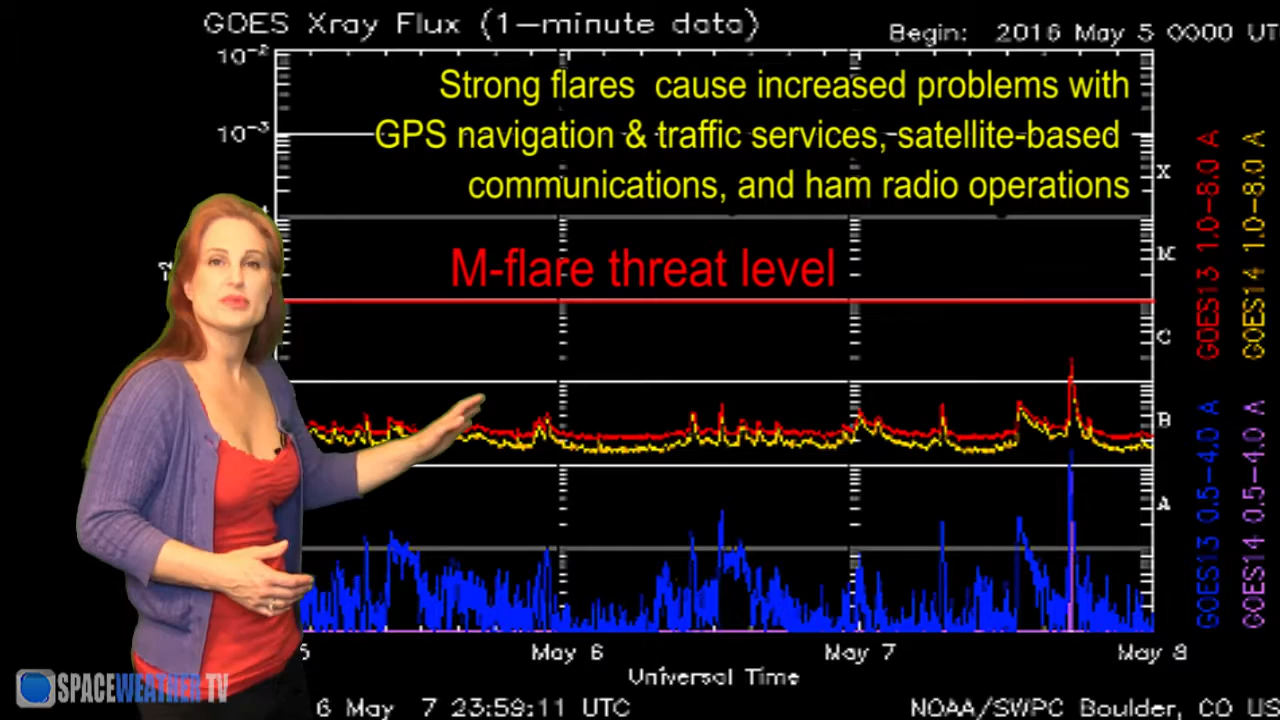 GOES Xray Flux (1-minute data)
Begin: 2016 May 5 0000 UT
10-2
10-3
Strong flares cause increased problems with
GPS navigation & traffic services, satellite-based
communications, and ham radio operations
M-flare threat level
X
M
C
B
A
GOES13 1.0-8.0 A
GOES14 1.0-8.0 A
GOES13 0.5-4.0 A
GOES14 0.5-4.0 A
5 May 6 May 7 May 8
Universal Time
SPACEWEATHER TV
6 May 7 23:59:11 UTC
NOAA/SWPC Boulder, CO US